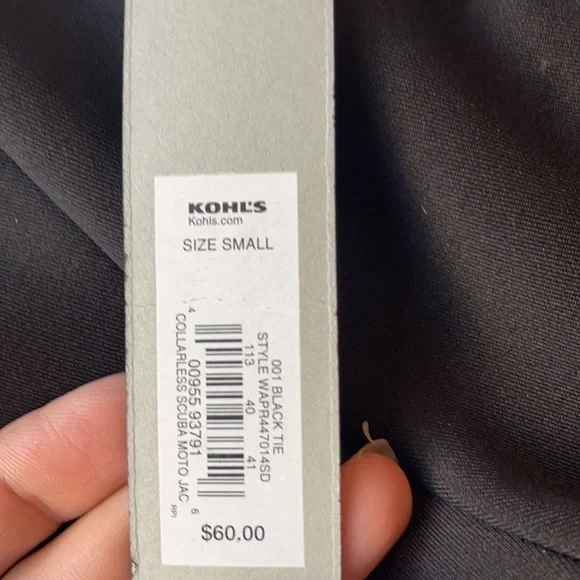 KOHL'S
Kohls.com
SIZE SMALL
001 BLACK TIE
STYLE WAPR447014SD
113 40 41
4 00955 93791 6
COLLARLESS SCUBA MOTO JAC
RPI
$60.00